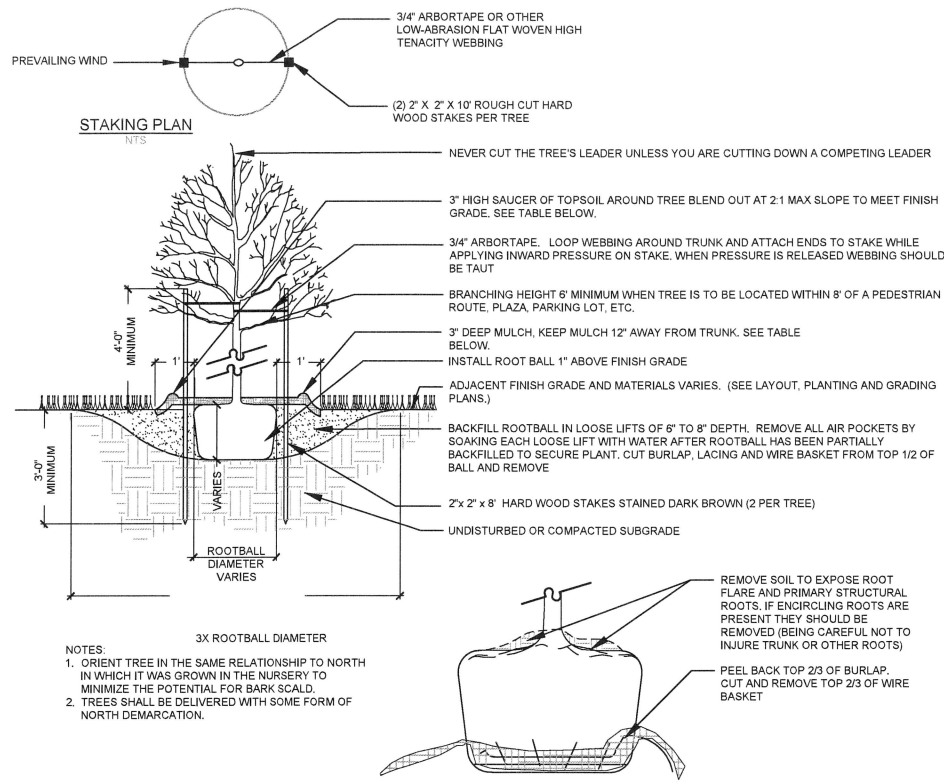 3/4" ARBORTAPE OR OTHER
LOW-ABRASION FLAT WOVEN HIGH
TENACITY WEBBING
PREVAILING WIND
(2) 2" X 2" X 10' ROUGH CUT HARD
WOOD STAKES PER TREE
STAKING PLAN
NTS
NEVER CUT THE TREE'S LEADER UNLESS YOU ARE CUTTING DOWN A COMPETING LEADER
3" HIGH SAUCER OF TOPSOIL AROUND TREE BLEND OUT AT 2:1 MAX SLOPE TO MEET FINISH
GRADE. SEE TABLE BELOW.
3/4" ARBORTAPE. LOOP WEBBING AROUND TRUNK AND ATTACH ENDS TO STAKE WHILE
APPLYING INWARD PRESSURE ON STAKE. WHEN PRESSURE IS RELEASED WEBBING SHOULD
BE TAUT
BRANCHING HEIGHT 6' MINIMUM WHEN TREE IS TO BE LOCATED WITHIN 8' OF A PEDESTRIAN
ROUTE, PLAZA, PARKING LOT, ETC.
4'-0"
MINIMUM
1'
1'
3" DEEP MULCH, KEEP MULCH 12" AWAY FROM TRUNK. SEE TABLE
BELOW.
INSTALL ROOT BALL 1" ABOVE FINISH GRADE
ADJACENT FINISH GRADE AND MATERIALS VARIES. (SEE LAYOUT, PLANTING AND GRADING
PLANS.)
BACKFILL ROOTBALL IN LOOSE LIFTS OF 6" TO 8" DEPTH. REMOVE ALL AIR POCKETS BY
SOAKING EACH LOOSE LIFT WITH WATER AFTER ROOTBALL HAS BEEN PARTIALLY
BACKFILLED TO SECURE PLANT. CUT BURLAP, LACING AND WIRE BASKET FROM TOP 1/2 OF
BALL AND REMOVE
3'-0"
MINIMUM
VARIES
2"x 2" x 8' HARD WOOD STAKES STAINED DARK BROWN (2 PER TREE)
UNDISTURBED OR COMPACTED SUBGRADE
ROOTBALL
DIAMETER
VARIES
3X ROOTBALL DIAMETER
NOTES:
1. ORIENT TREE IN THE SAME RELATIONSHIP TO NORTH
IN WHICH IT WAS GROWN IN THE NURSERY TO
MINIMIZE THE POTENTIAL FOR BARK SCALD.
2. TREES SHALL BE DELIVERED WITH SOME FORM OF
NORTH DEMARCATION.
REMOVE SOIL TO EXPOSE ROOT
FLARE AND PRIMARY STRUCTURAL
ROOTS. IF ENCIRCLING ROOTS ARE
PRESENT THEY SHOULD BE
REMOVED (BEING CAREFUL NOT TO
INJURE TRUNK OR OTHER ROOTS)
PEEL BACK TOP 2/3 OF BURLAP.
CUT AND REMOVE TOP 2/3 OF WIRE
BASKET